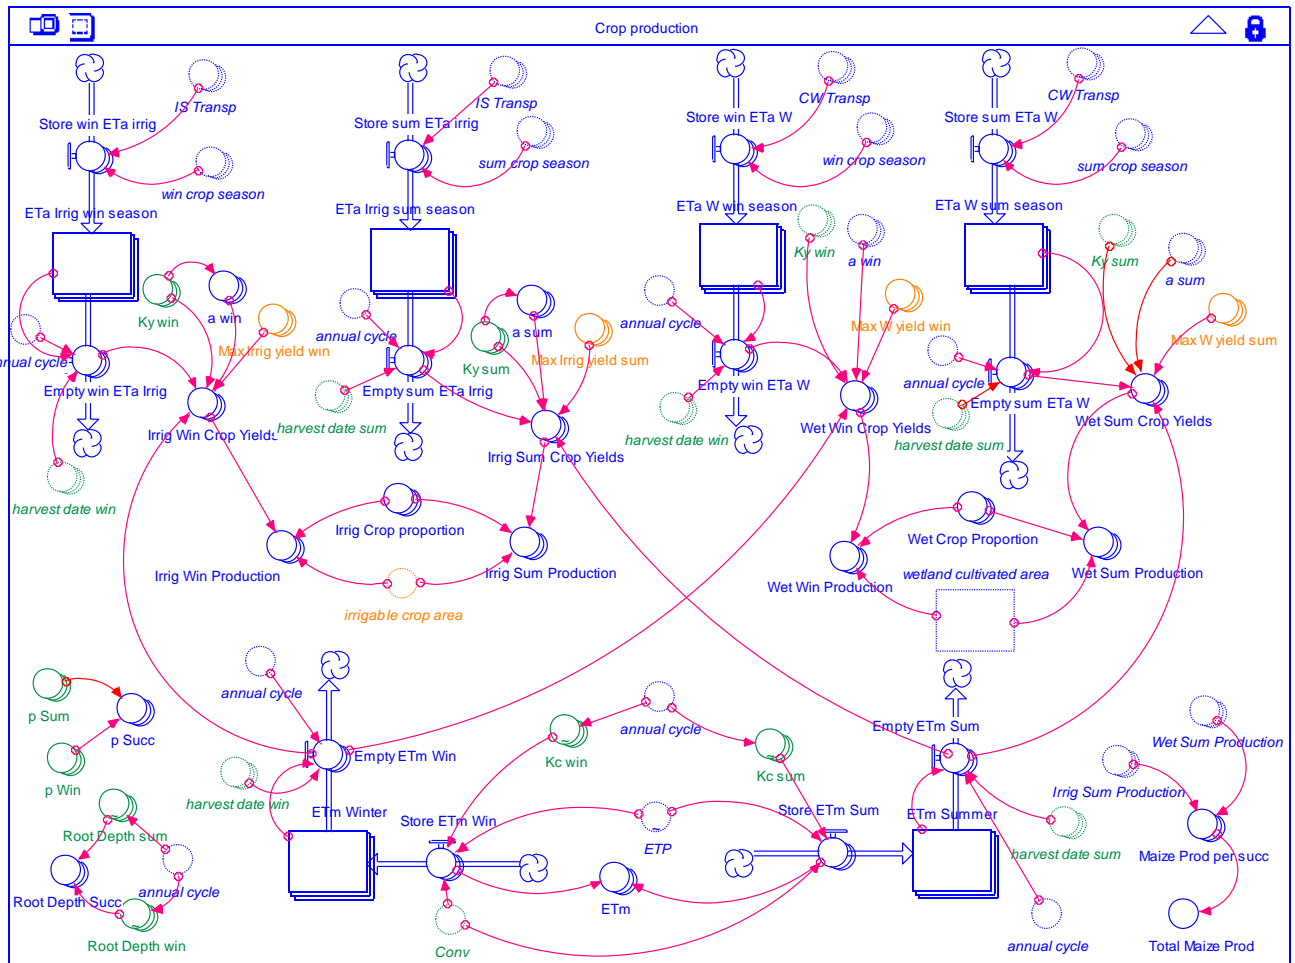 Crop production
IS Transp
IS Transp
CW Transp
CW Transp
Store win ETa irrig
Store sum ETa irrig
Store win ETa W
Store sum ETa W
win crop season
sum crop season
win crop season
sum crop season
ETa Irrig win season
ETa Irrig sum season
ETa W win season
ETa W sum season
Ky win
a win
Ky sum
a sum
Ky win
a win
Max Irrig yield win
annual cycle
a sum
Ky sum
Max Irrig yield sum
annual cycle
Max W yield win
annual cycle
Max W yield sum
nnual cycle
Empty win ETa Irrig
Empty sum ETa Irrig
Empty win ETa W
Empty sum ETa W
harvest date sum
harvest date win
harvest date sum
Irrig Win Crop Yields
Irrig Sum Crop Yields
Wet Win Crop Yields
Wet Sum Crop Yields
harvest date win
Irrig Crop proportion
Wet Crop Proportion
Irrig Win Production
Irrig Sum Production
wetland cultivated area
Wet Win Production
Wet Sum Production
irrigable crop area
annual cycle
p Sum
p Succ
p Win
annual cycle
Empty ETm Sum
Empty ETm Win
Kc win
Kc sum
Wet Sum Production
harvest date win
Irrig Sum Production
ETm Winter
Store ETm Win
Store ETm Sum
ETm Summer
Root Depth sum
ETP
harvest date sum
Maize Prod per succ
annual cycle
Root Depth Succ
ETm
Root Depth win
Conv
annual cycle
Total Maize Prod